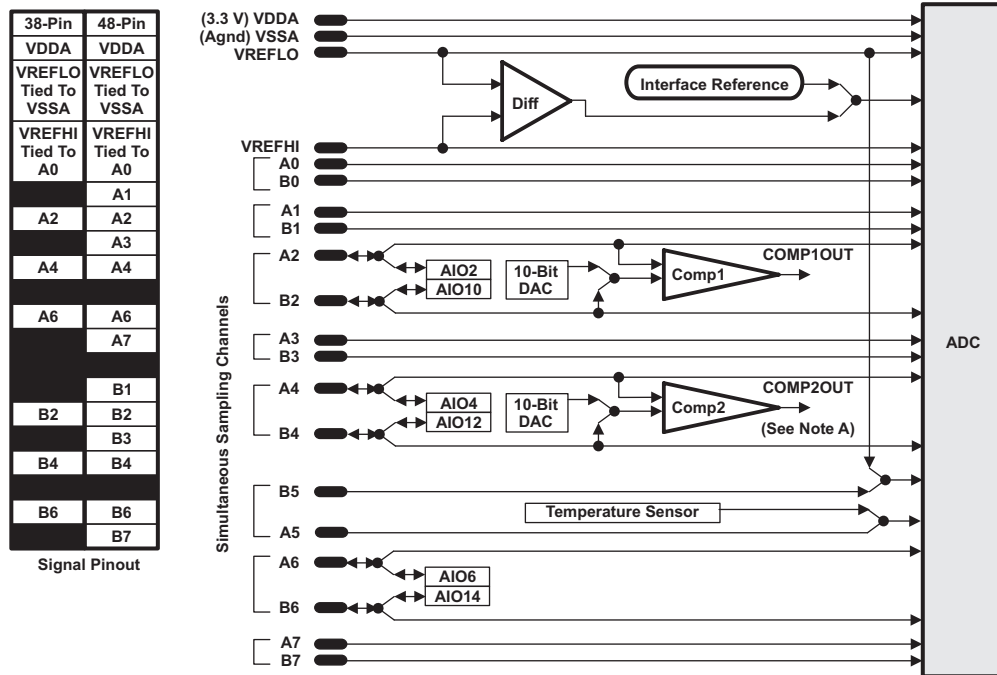 38-Pin 48-Pin
VDDA VDDA
VREFLO VREFLO
Tied To Tied To
VSSA VSSA
VREFHI VREFHI
Tied To Tied To
A0 A0
A1
A2 A2
A3
A4 A4
A6 A6
A7
B1
B2 B2
B3
B4 B4
B6 B6
B7
Signal Pinout
Simultaneous Sampling Channels
(3.3 V) VDDA
(Agnd) VSSA
VREFLO
Interface Reference
Diff
VREFHI
A0
B0
A1
B1
A2
AIO2
AIO10
10-Bit
DAC
Comp1
COMP1OUT
B2
A3
B3
ADC
A4
AIO4
AIO12
10-Bit
DAC
Comp2
COMP2OUT
(See Note A)
B4
B5
Temperature Sensor
A5
A6
AIO6
AIO14
B6
A7
B7